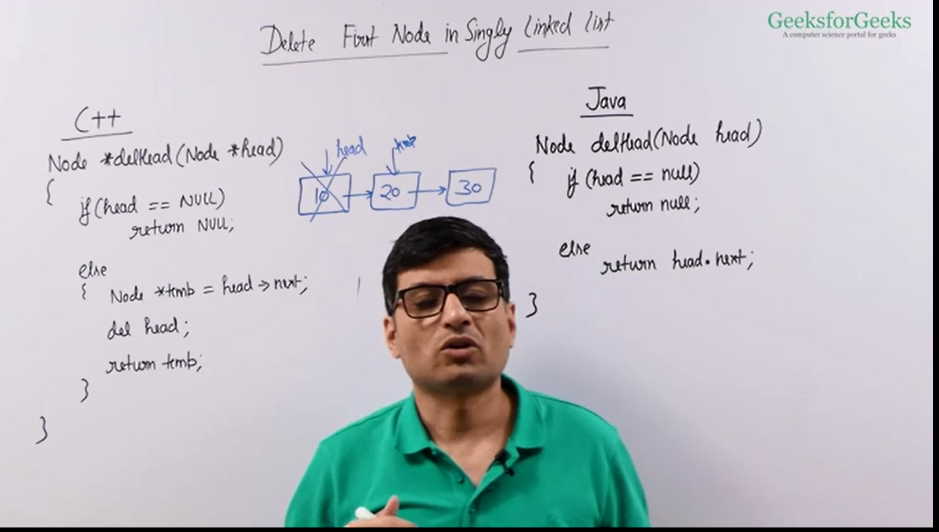 GeeksforGeeks
A computer science portal for geeks
Delete First Node in Singly Linked List
C++
Node *delHead(Node *head)
{
if(head == NULL)
return NULL;
else
{ Node *tmb = head->next;
del head;
return tmb;
}
}
head
tmb
10
20
30
Java
Node delHead(Node head)
{ if(head == null)
return null;
else
return head.next;
}